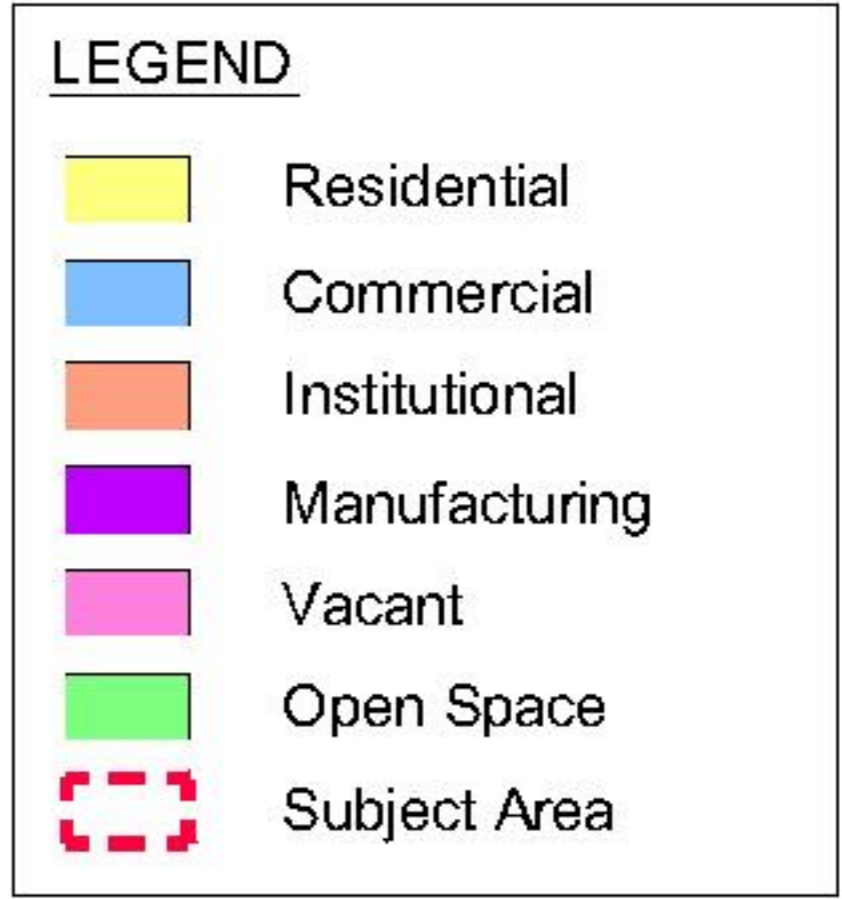 LEGEND
Residential
Commercial
Institutional
Manufacturing
Vacant
Open Space
Subject Area